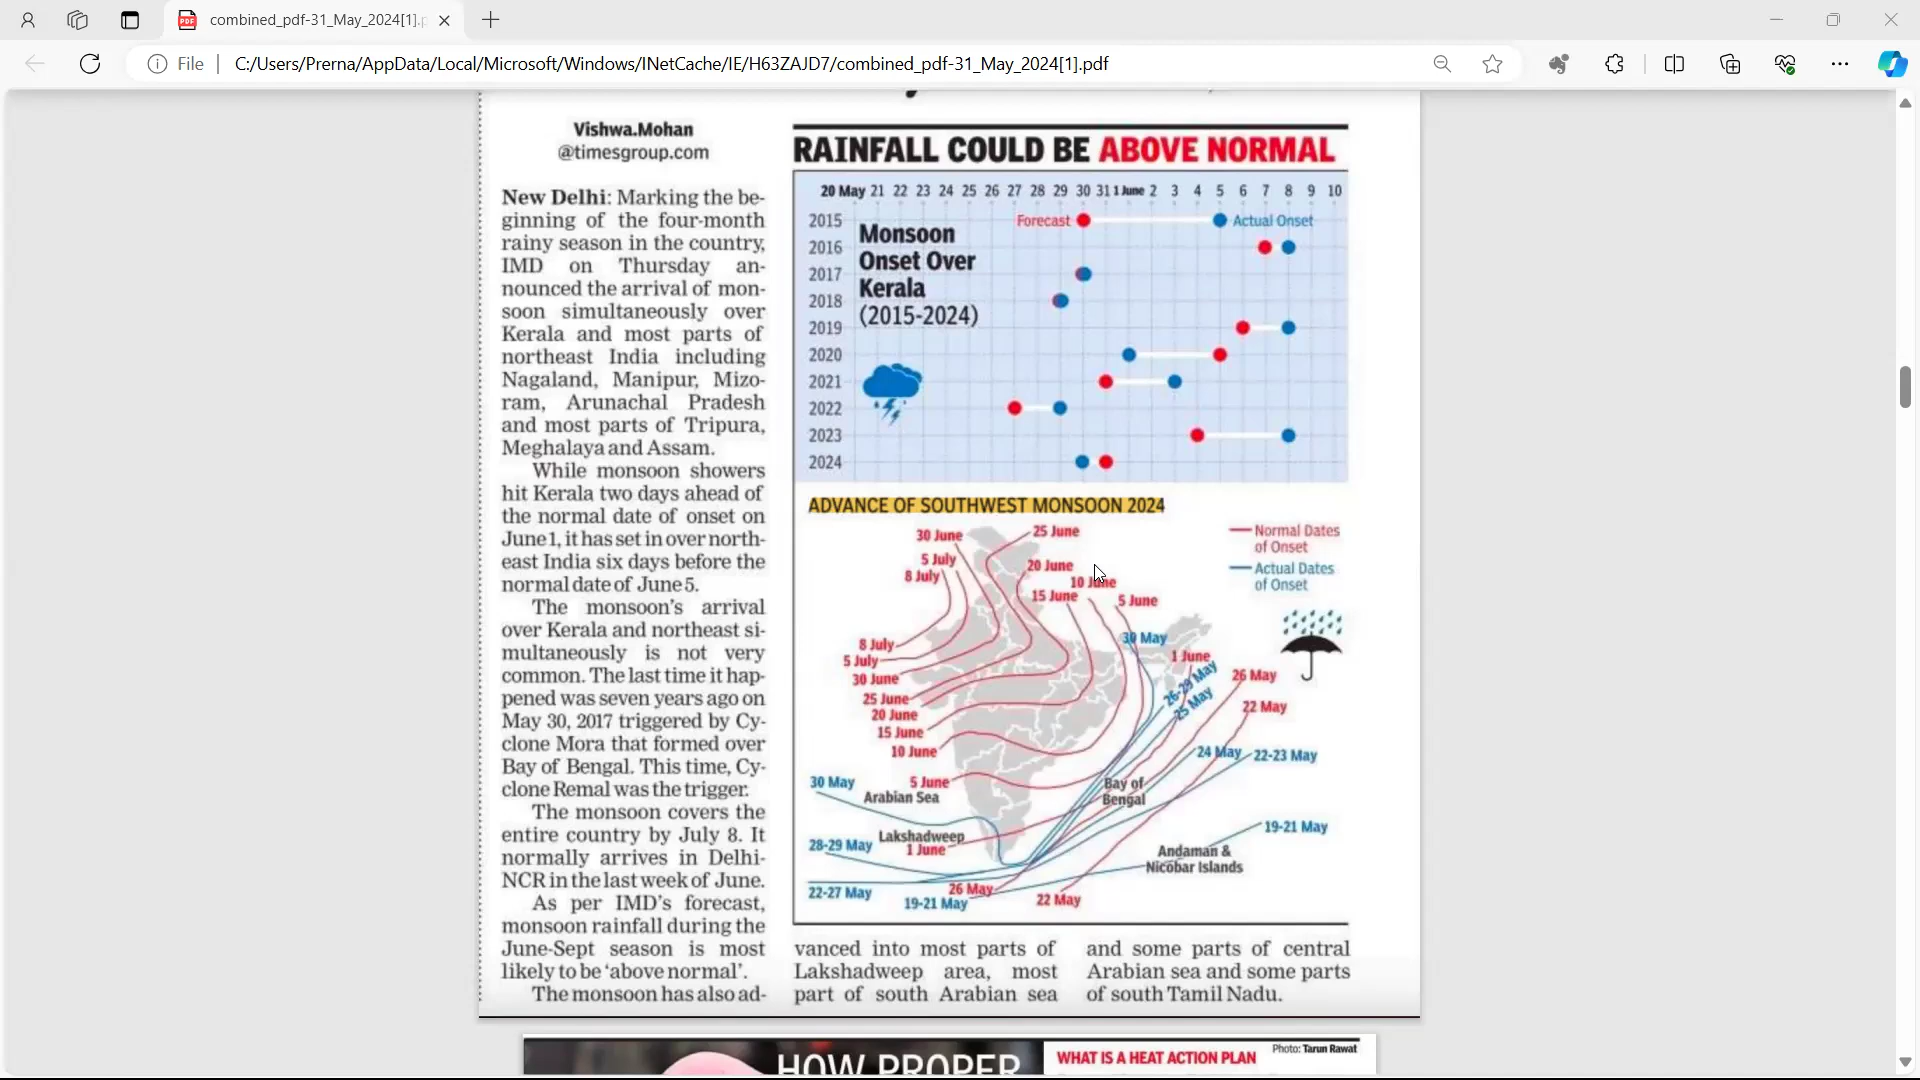 combined_pdf-31_May_2024[1].p
File
C:/Users/Prerna/AppData/Local/Microsoft/Windows/INetCache/IE/H63ZAJD7/combined_pdf-31_May_2024[1].pdf
Vishwa.Mohan
@timesgroup.com
New Delhi: Marking the be-
ginning of the four-month
rainy season in the country,
IMD on Thursday an-
nounced the arrival of mon-
soon simultaneously over
Kerala and most parts of
northeast India including
Nagaland, Manipur, Mizo-
ram, Arunachal Pradesh
and most parts of Tripura,
Meghalaya and Assam.
While monsoon showers
hit Kerala two days ahead of
the normal date of onset on
June 1, it has set in over north-
east India six days before the
normal date of June 5.
The monsoon's arrival
over Kerala and northeast si-
multaneously is not very
common. The last time it hap-
pened was seven years ago on
May 30, 2017 triggered by Cy-
clone Mora that formed over
Bay of Bengal. This time, Cy-
clone Remal was the trigger.
The monsoon covers the
entire country by July 8. It
normally arrives in Delhi-
NCR in the last week of June.
As per IMD's forecast,
monsoon rainfall during the
June-Sept season is most
likely to be 'above normal'.
The monsoon has also ad-
RAINFALL COULD BE ABOVE NORMAL
20 May 21 22 23 24 25 26 27 28 29 30 31 1 June 2 3 4 5 6 7 8 9 10
2015 Forecast Actual Onset
2016
2017
2018
2019
2020
2021
2022
2023
2024
Monsoon
Onset Over
Kerala
(2015-2024)
ADVANCE OF SOUTHWEST MONSOON 2024
Normal Dates
of Onset
Actual Dates
of Onset
30 June
25 June
5 July
20 June
8 July
10 June
15 June
5 June
30 May
8 July
1 June
5 July
26-29 May
26 May
30 June
25 June
25 May
22 May
20 June
15 June
10 June
24 May
22-23 May
30 May
5 June
Arabian Sea
Bay of
Bengal
19-21 May
Lakshadweep
28-29 May
1 June
Andaman &
Nicobar Islands
22-27 May
26 May
19-21 May
22 May
vanced into most parts of
Lakshadweep area, most
part of south Arabian sea
and some parts of central
Arabian sea and some parts
of south Tamil Nadu.
HOW PROPER
WHAT IS A HEAT ACTION PLAN
Photo: Tarun Rawat